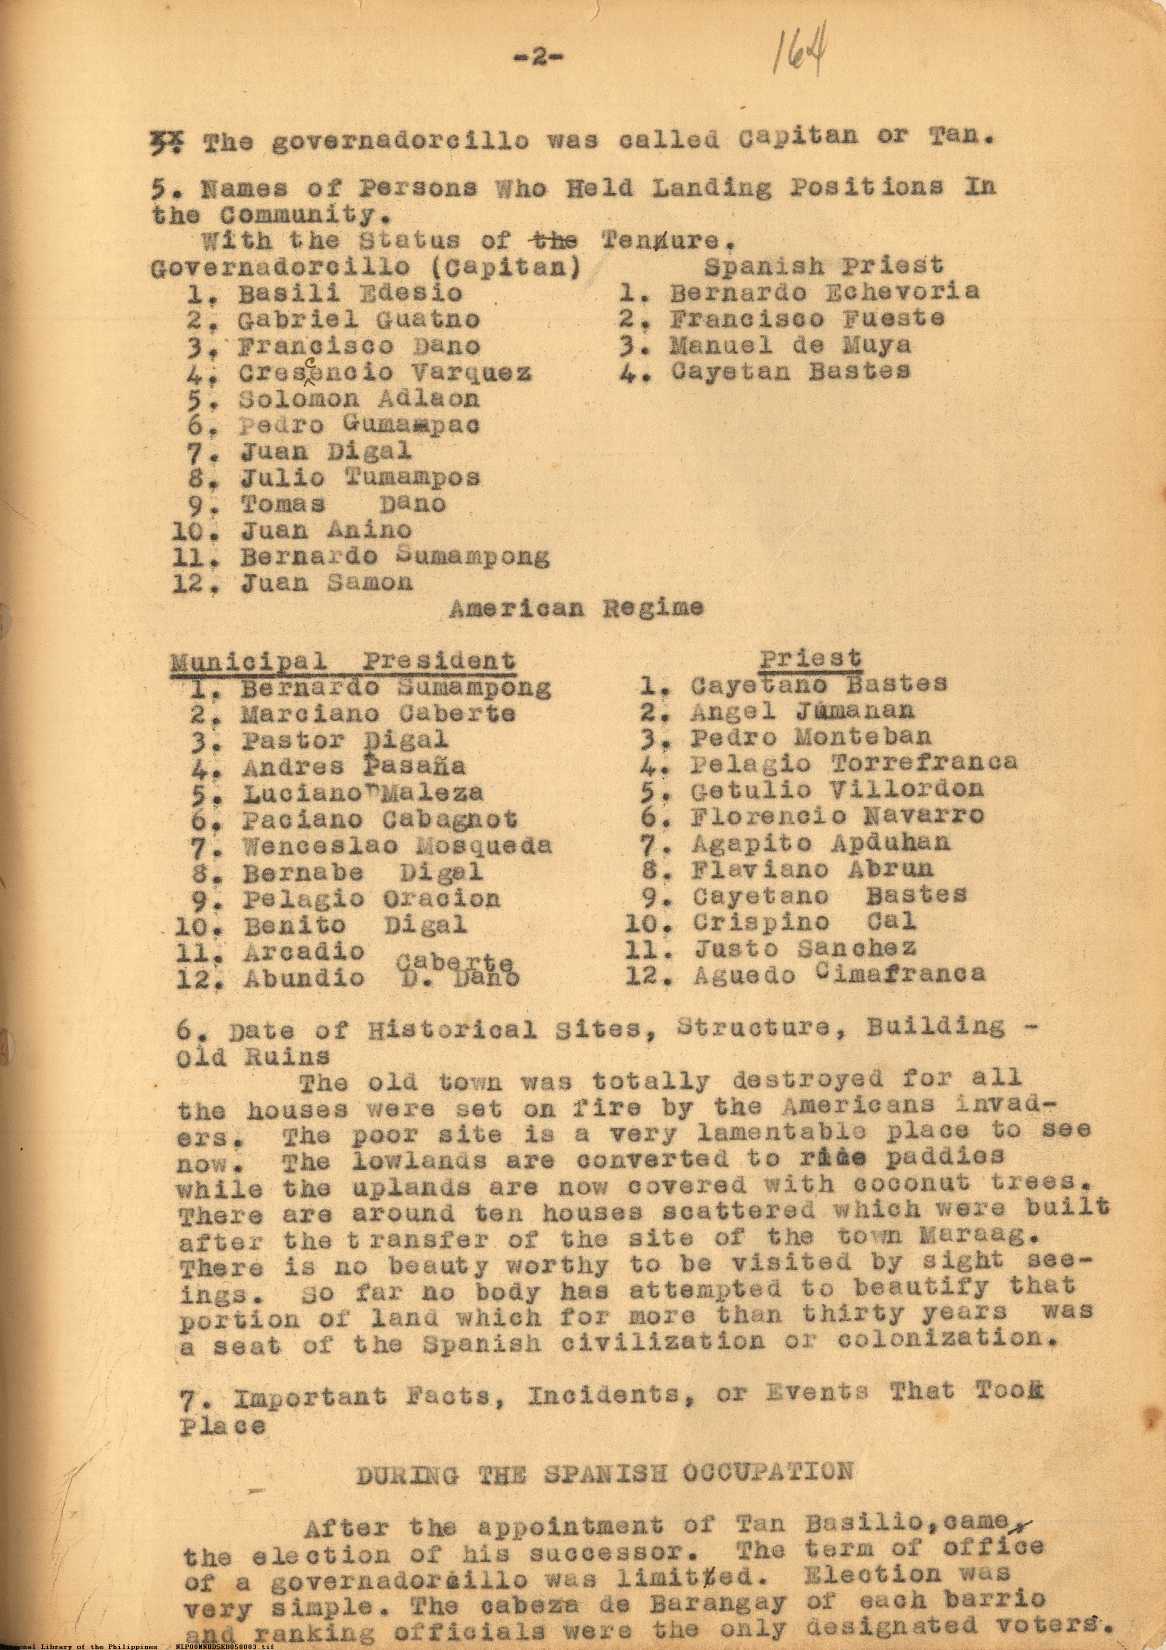 -2-
164
The governadorcillo was called Capitan or Tan.
5. Names of Persons Who Held Landing Positions In
the Community.
With the Status of the Tenure.
Governadorcillo (Capitan) Spanish Priest
1. Basili Edesio 1. Bernardo Echevoria
2. Gabriel Guatno 2. Francisco Fueste
3. Francisco Dano 3. Manuel de Muya
4. Crescencio Varquez 4. Cayetan Bastes
5. Solomon Adlaon
6. Pedro Gumampac
7. Juan Digal
8. Julio Tumampos
9. Tomas Dano
10. Juan Anino
11. Bernardo Sumampong
12. Juan Samon
American Regime
Municipal President Priest
1. Bernardo Sumampong 1. Cayetano Bastes
2. Marciano Caberte 2. Angel Jumanan
3. Pastor Digal 3. Pedro Monteban
4. Andres Pasaña 4. Pelagio Torrefranca
5. Luciano Maleza 5. Getulio Villordon
6. Paciano Cabagnot 6. Florencio Navarro
7. Wenceslao Mosqueda 7. Agapito Apduhan
8. Bernabe Digal 8. Flaviano Abrun
9. Pelagio Oracion 9. Cayetano Bastes
10. Benito Digal 10. Crispino Cal
11. Arcadio Caberte 11. Justo Sanchez
12. Abundio D. Dano 12. Aguedo Cimafranca
6. Date of Historical Sites, Structure, Building -
Old Ruins
The old town was totally destroyed for all
the houses were set on fire by the Americans invad-
ers. The poor site is a very lamentable place to see
now. The lowlands are converted to rice paddies
while the uplands are now covered with coconut trees.
There are around ten houses scattered which were built
after the transfer of the site of the town Maraag.
There is no beauty worthy to be visited by sight see-
ings. So far no body has attempted to beautify that
portion of land which for more than thirty years was
a seat of the Spanish civilization or colonization.
7. Important Facts, Incidents, or Events That Took
Place
DURING THE SPANISH OCCUPATION
After the appointment of Tan Basilio, came
the election of his successor. The term of office
of a governadorcillo was limited. Election was
very simple. The cabeza de Barangay of each barrio
and ranking officials were the only designated voters.
National Library of the Philippines